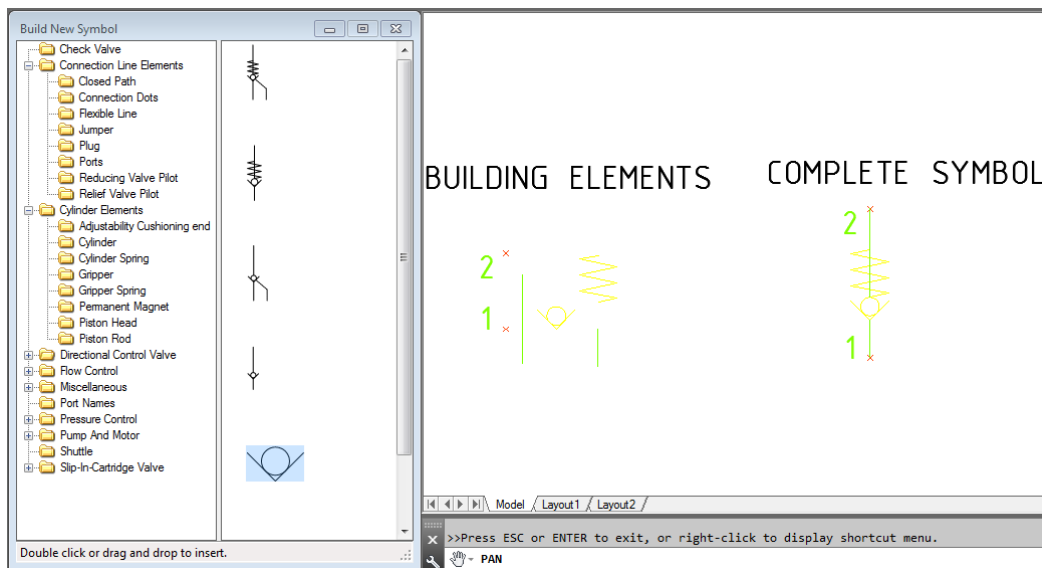 Build New Symbol
Check Valve
Connection Line Elements
Closed Path
Connection Dots
Flexible Line
Jumper
Plug
Ports
Reducing Valve Pilot
Relief Valve Pilot
Cylinder Elements
Adjustability Cushioning end
Cylinder
Cylinder Spring
Gripper
Gripper Spring
Permanent Magnet
Piston Head
Piston Rod
Directional Control Valve
Flow Control
Miscellaneous
Port Names
Pressure Control
Pump And Motor
Shuttle
Slip-In-Cartridge Valve
Double click or drag and drop to insert.
BUILDING ELEMENTS
2
1
COMPLETE SYMBOL
2
1
Model Layout1 Layout2
>>Press ESC or ENTER to exit, or right-click to display shortcut menu.
PAN